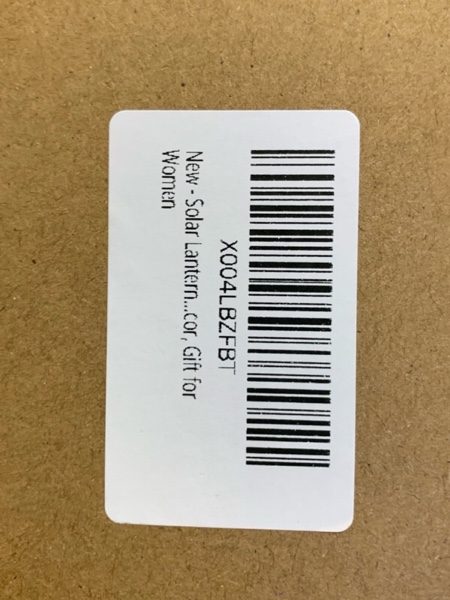 X004LBZFBT
New - Solar Lantern...cor, Gift for
Women